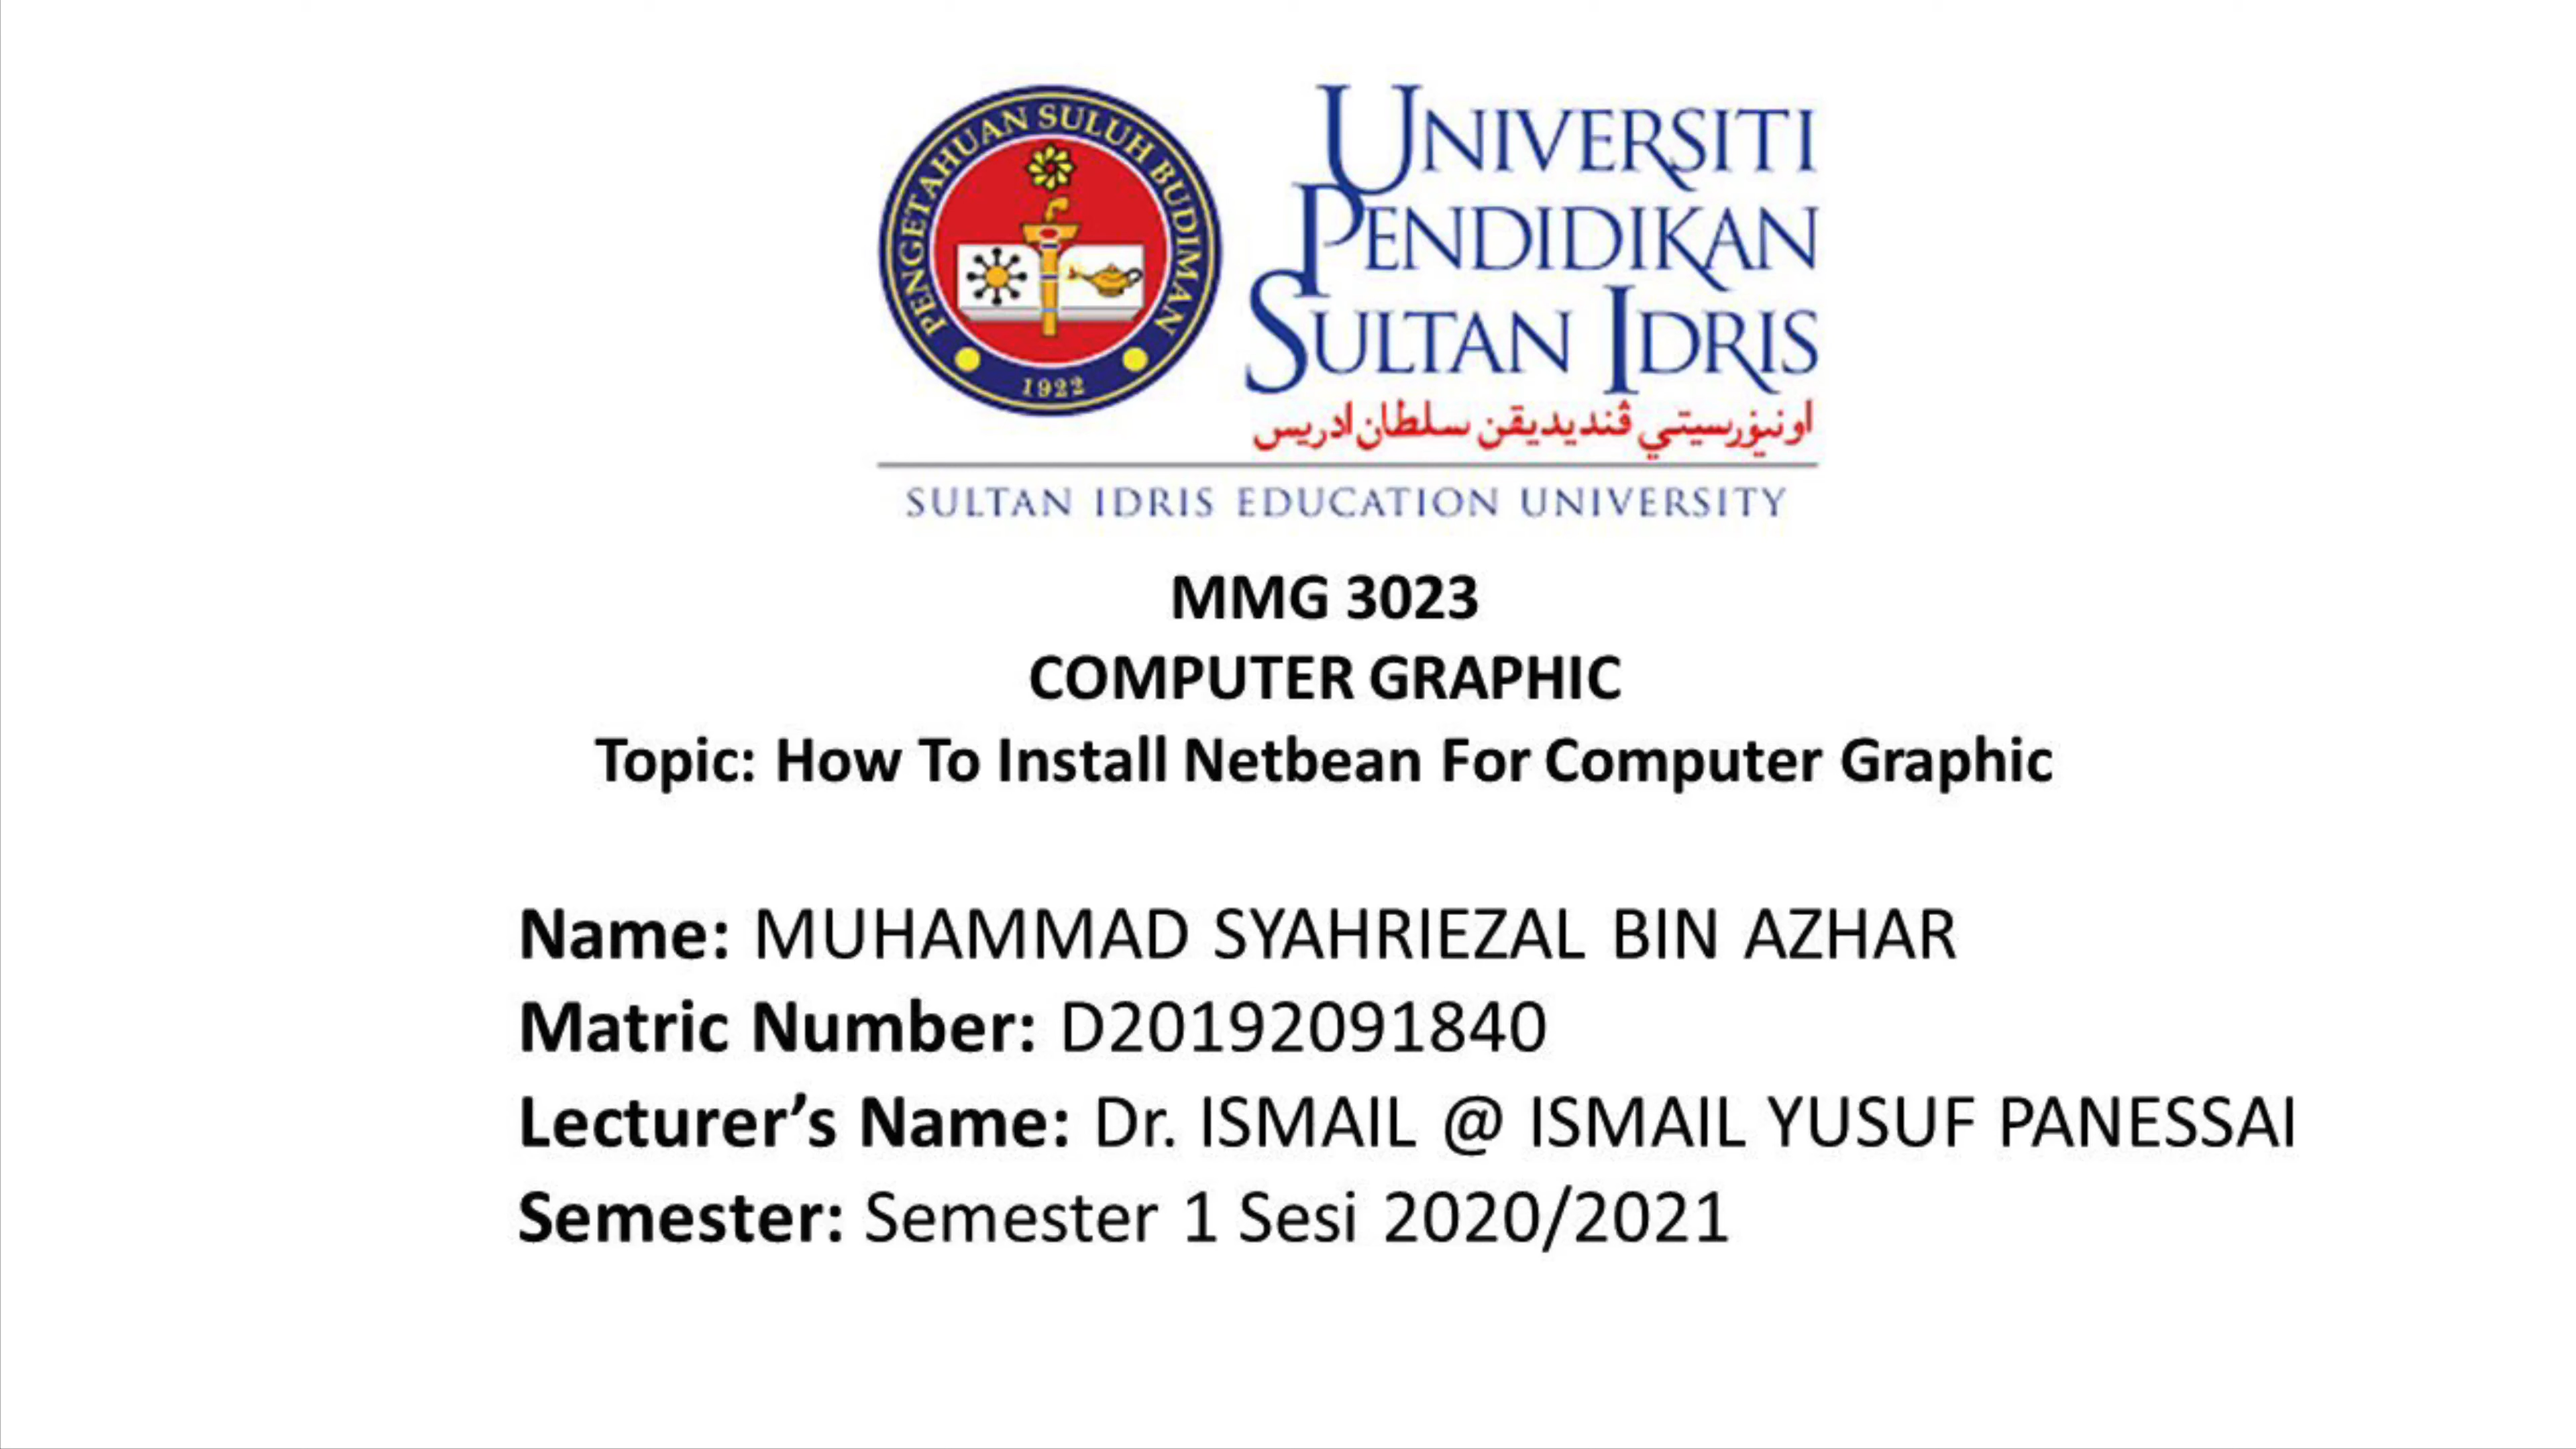 PENGETAHUAN SULUH BUDIMAN
1922
UNIVERSITI
PENDIDIKAN
SULTAN IDRIS
اونيۏرسيتي ڤنديديقن سلطان ادريس
SULTAN IDRIS EDUCATION UNIVERSITY
MMG 3023
COMPUTER GRAPHIC
Topic: How To Install Netbean For Computer Graphic
Name: MUHAMMAD SYAHRIEZAL BIN AZHAR
Matric Number: D20192091840
Lecturer’s Name: Dr. ISMAIL @ ISMAIL YUSUF PANESSAI
Semester: Semester 1 Sesi 2020/2021